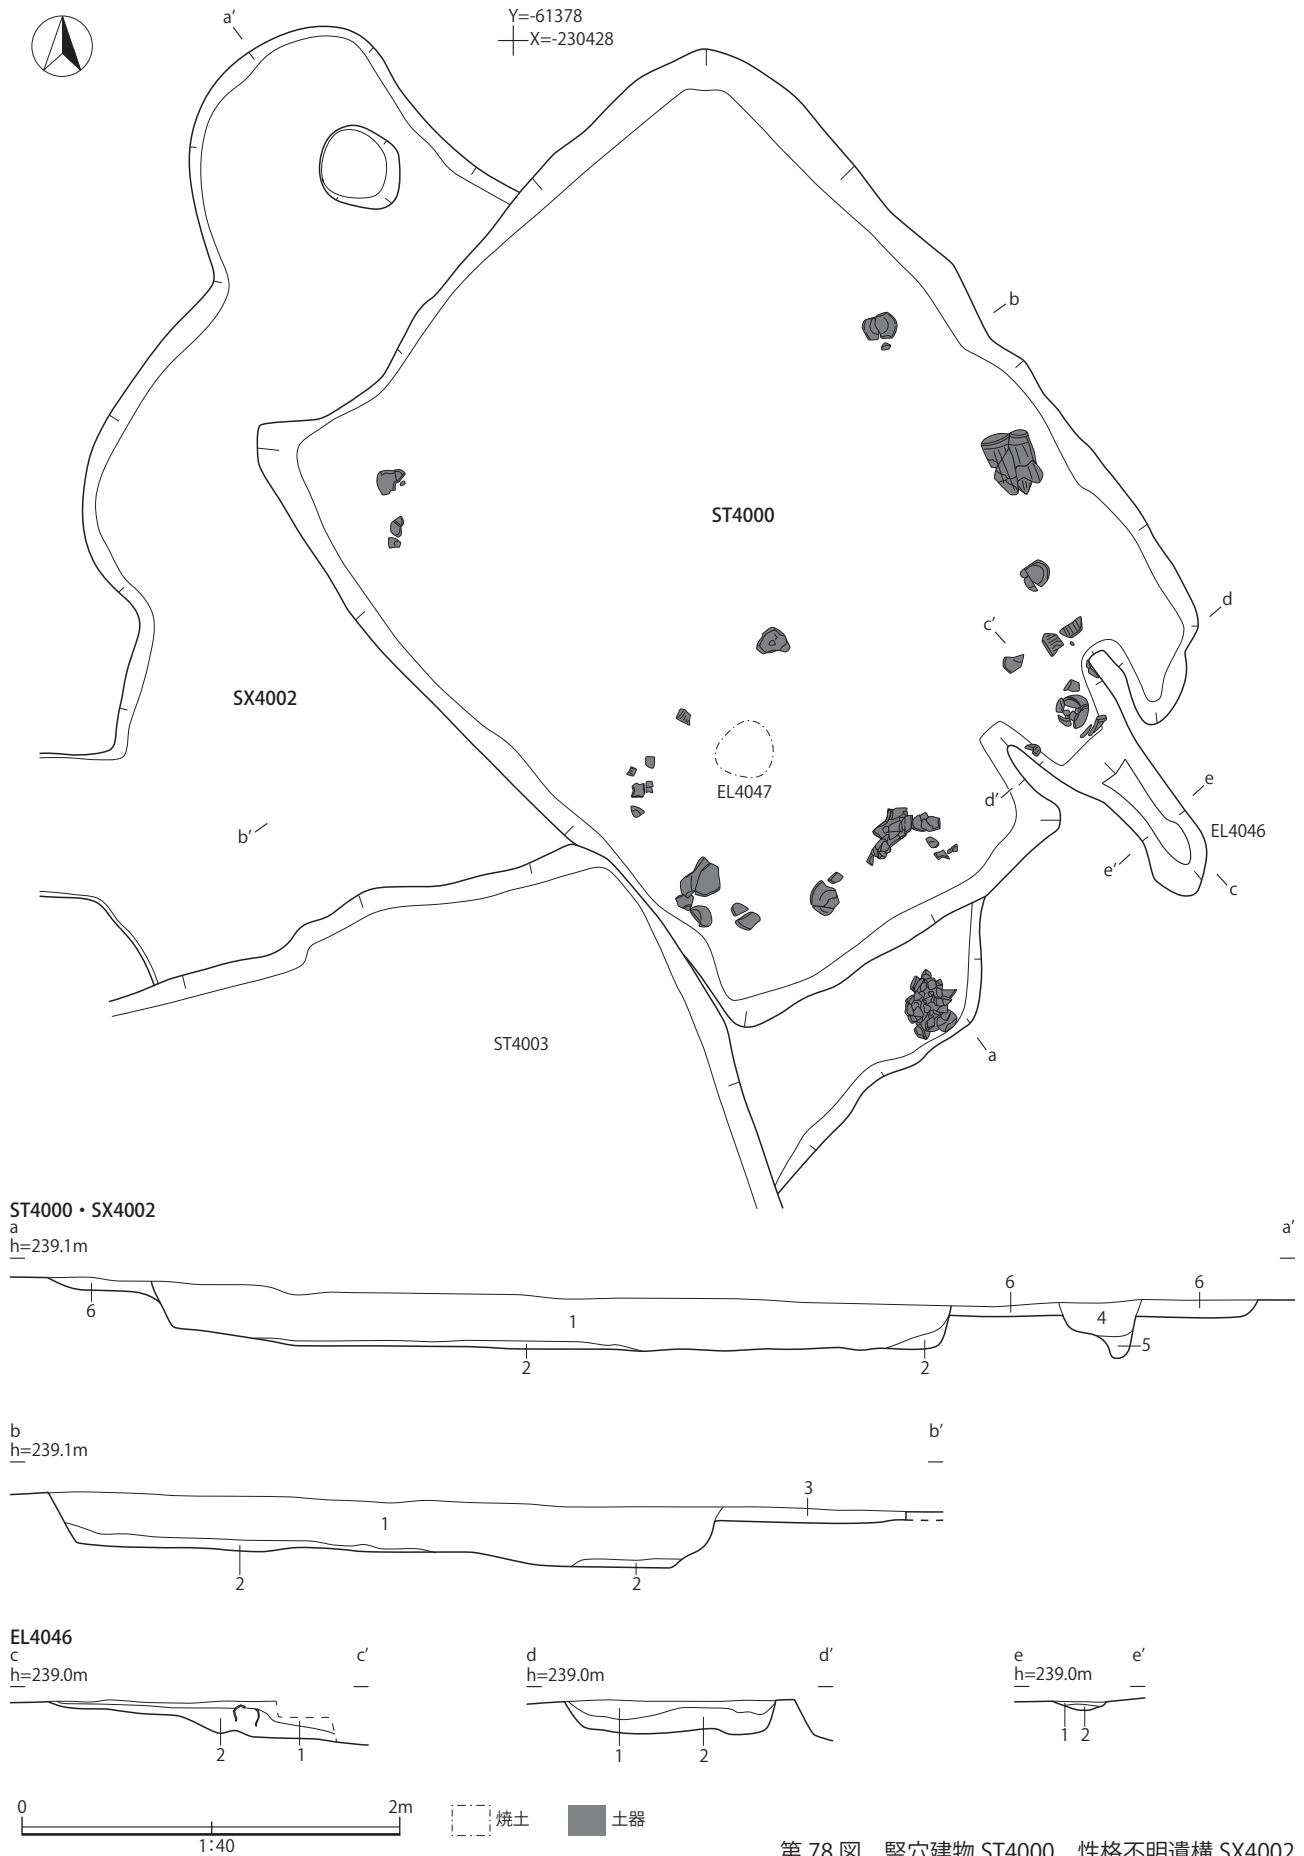 a′
Y=-61378
X=-230428
b
ST4000
c′
d
SX4002
EL4047
d′
e
b′
EL4046
e′
c
ST4003
a
ST4000・SX4002
a
a′
h=239.1m
6
6
6
1
4
5
2
2
b
b′
h=239.1m
3
1
2
2
EL4046
c
c′
d
d′
e
e′
h=239.0m
h=239.0m
h=239.0m
2
1
1
2
1
2
0
2m
1:40
焼土
土器
第 78 図　竪穴建物 ST4000、性格不明遺構 SX4002